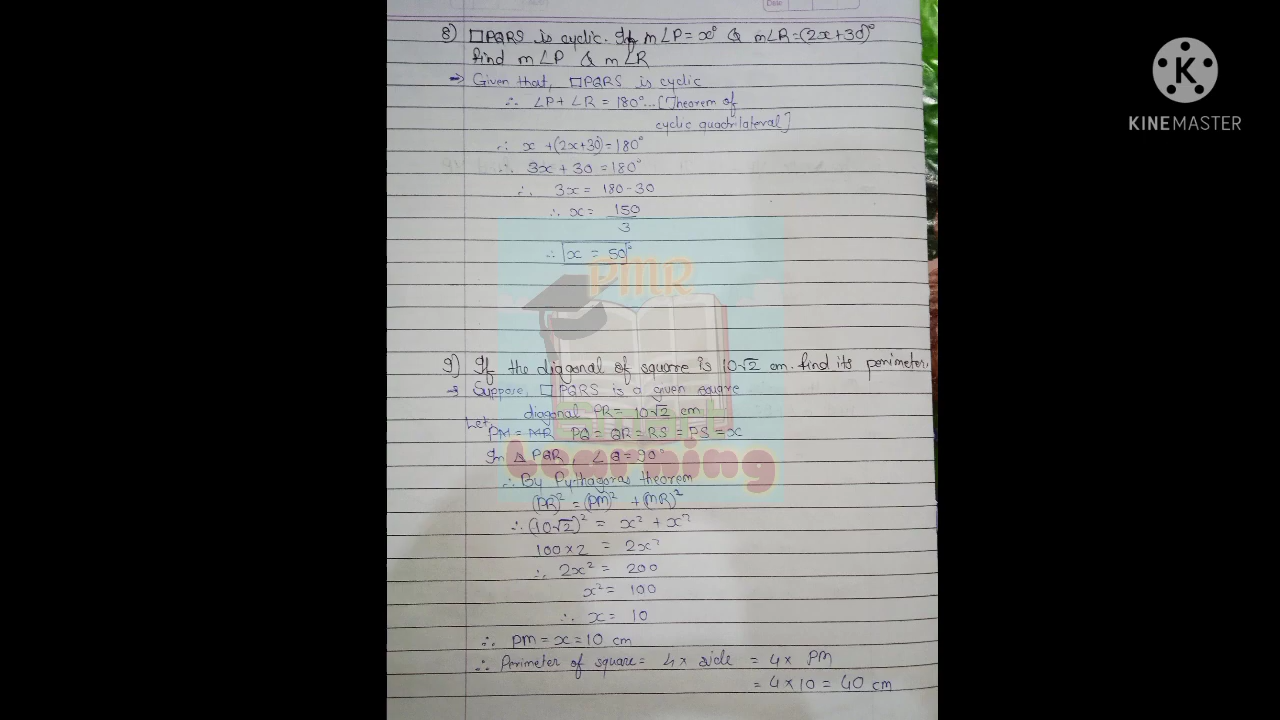 8) □PQRS is cyclic. If m∠P = x° & m∠R = (2x+30)°
find m∠P & m∠R
→ Given that, □PQRS is cyclic
∴ ∠P + ∠R = 180°... [Theorem of
cyclic quadrilateral]
∴ x + (2x+30) = 180°
∴ 3x + 30 = 180°
∴ 3x = 180 - 30
∴ x = 150
3
∴ x = 50°
PMR
9) If the diagonal of square is 10√2 cm. find its perimeter.
→ Suppose, □PQRS is a given square
diagonal PR = 10√2 cm
Smart
Let, PM = MR PQ = QR = RS = PS = x
In △ PQR, ∠Q = 90°
Learning
∴ By Pythagoras theorem
(PR)² = (PM)² + (MR)²
∴ (10√2)² = x² + x²
100 × 2 = 2x²
∴ 2x² = 200
x² = 100
∴ x = 10
∴ PM = x = 10 cm
∴ Perimeter of square = 4 × side = 4 × PM
= 4 × 10 = 40 cm
K
KINEMASTER